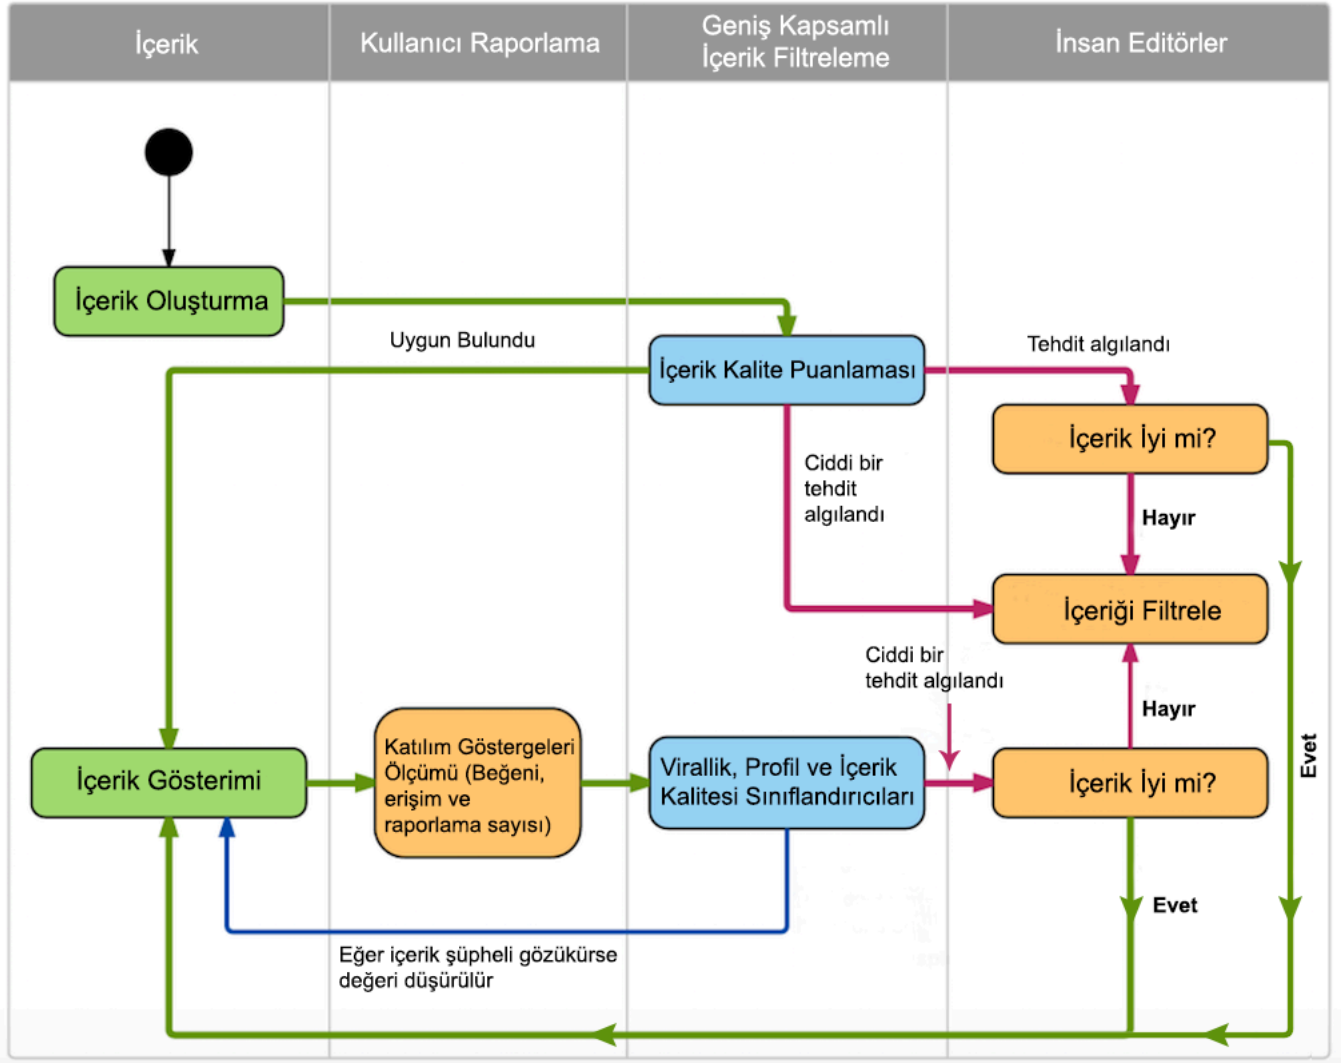 İçerik
Kullanıcı Raporlama
Geniş Kapsamlı
İçerik Filtreleme
İnsan Editörler
İçerik Oluşturma
Uygun Bulundu
İçerik Kalite Puanlaması
Tehdit algılandı
İçerik İyi mi?
Ciddi bir
tehdit
algılandı
Hayır
İçeriği Filtrele
Ciddi bir
tehdit algılandı
Hayır
Evet
İçerik Gösterimi
Katılım Göstergeleri
Ölçümü (Beğeni,
erişim ve
raporlama sayısı)
Virallik, Profil ve İçerik
Kalitesi Sınıflandırıcıları
İçerik İyi mi?
Evet
Eğer içerik şüpheli gözükürse
değeri düşürülür